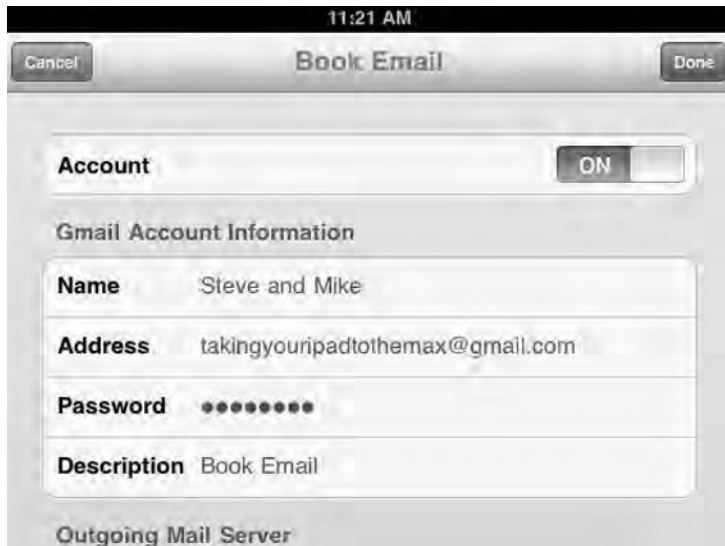 11:21 AM
Cancel Book Email Done
Account ON
Gmail Account Information
Name Steve and Mike
Address takingyouripadtothemax@gmail.com
Password ●●●●●●●●
Description Book Email
Outgoing Mail Server